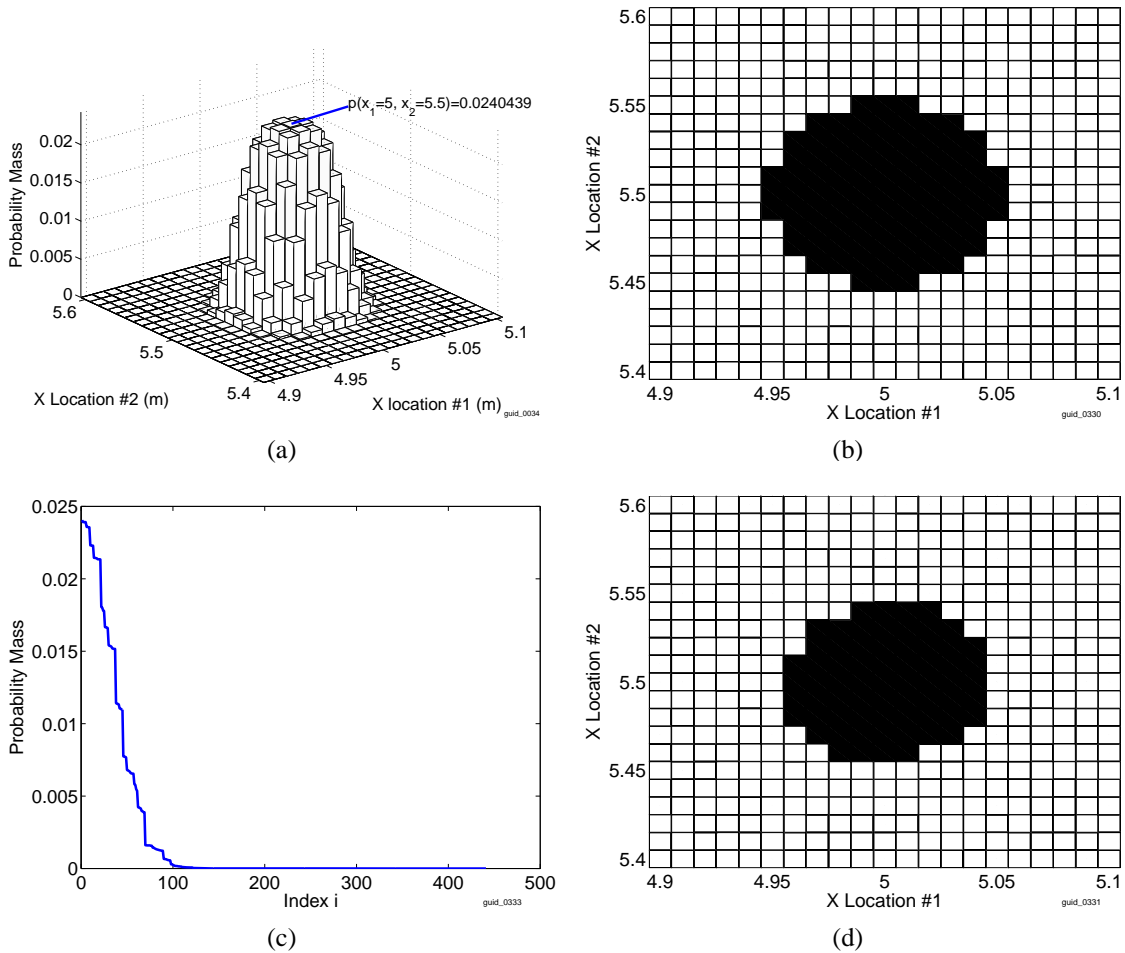 p(x1=5, x2=5.5)=0.0240439
Probability Mass
0.02
0.015
0.01
0.005
0
5.6
5.5
5.4
X Location #2 (m)
4.9
4.95
5
5.05
5.1
X location #1 (m)
guid_0034
(a)
5.6
5.55
5.5
5.45
5.4
X Location #2
4.9
4.95
5
5.05
5.1
X Location #1
guid_0330
(b)
0.025
0.02
0.015
0.01
0.005
0
Probability Mass
0
100
200
300
400
500
Index i
guid_0333
(c)
5.6
5.55
5.5
5.45
5.4
X Location #2
4.9
4.95
5
5.05
5.1
X Location #1
guid_0331
(d)